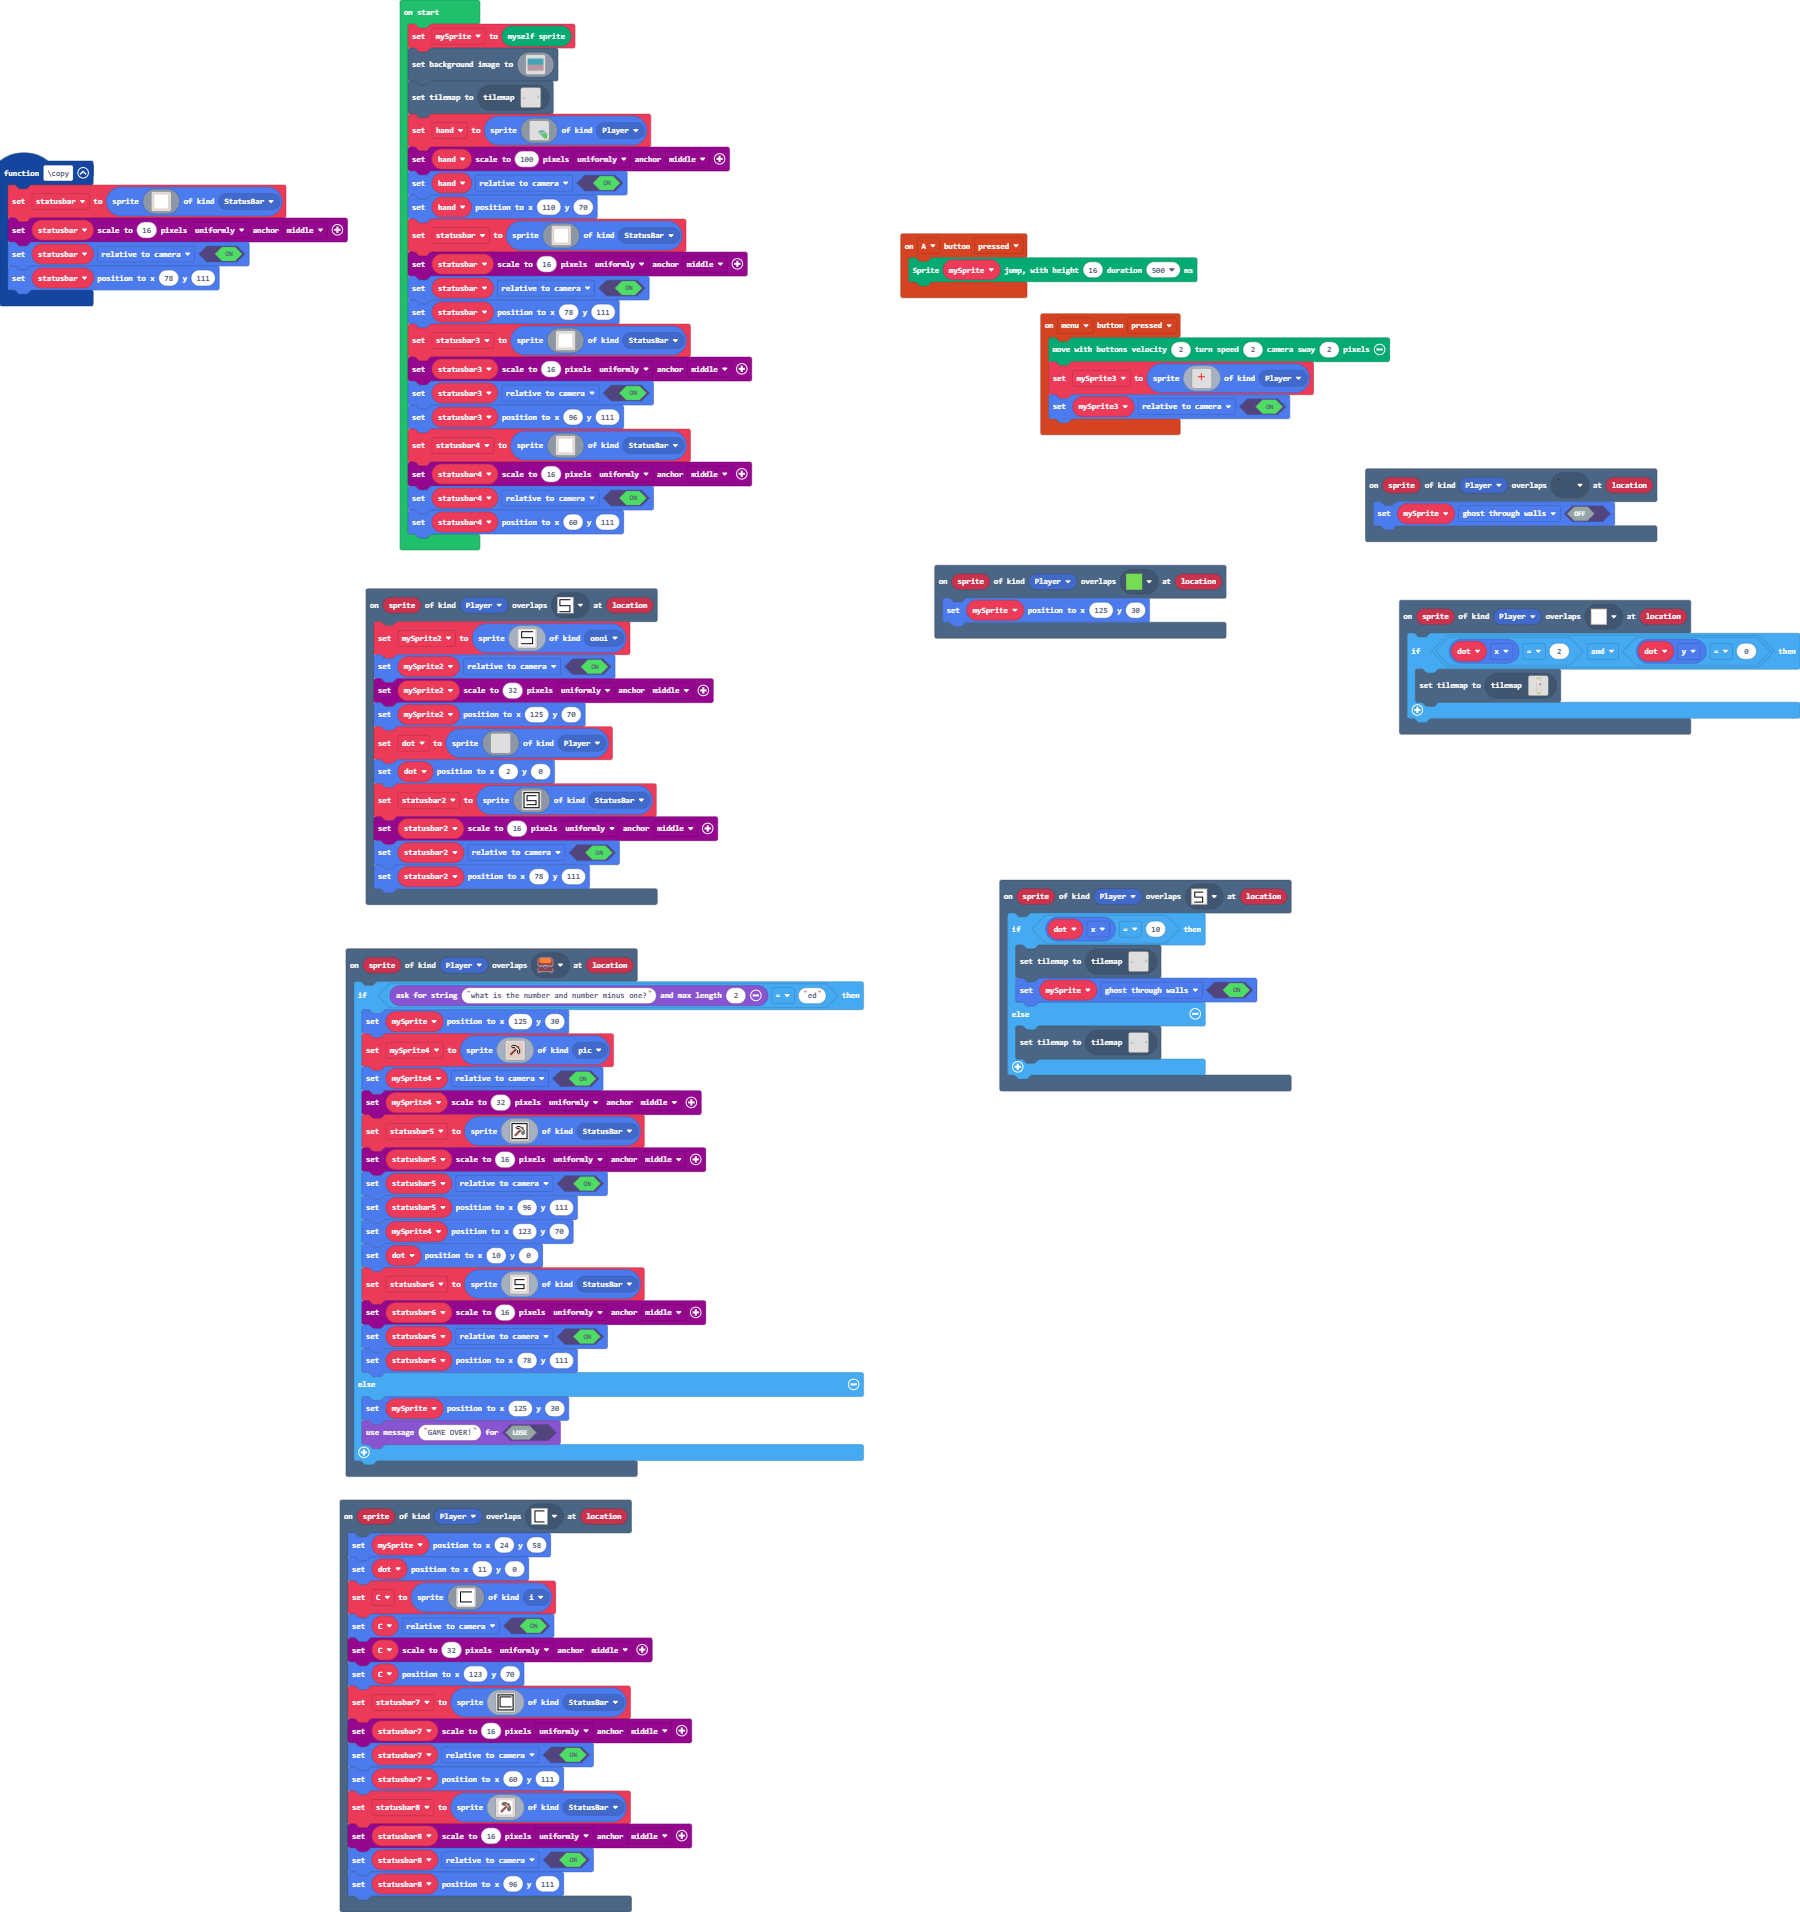 function \copy
set statusbar to sprite of kind StatusBar
set statusbar scale to 16 pixels uniformly anchor middle
set statusbar relative to camera ON
set statusbar position to x 78 y 111
on start
set mySprite to myself sprite
set background image to
set tilemap to tilemap
set hand to sprite of kind Player
set hand scale to 100 pixels uniformly anchor middle
set hand relative to camera ON
set hand position to x 110 y 70
set statusbar to sprite of kind StatusBar
set statusbar scale to 16 pixels uniformly anchor middle
set statusbar relative to camera ON
set statusbar position to x 78 y 111
set statusbar3 to sprite of kind StatusBar
set statusbar3 scale to 16 pixels uniformly anchor middle
set statusbar3 relative to camera ON
set statusbar3 position to x 96 y 111
set statusbar4 to sprite of kind StatusBar
set statusbar4 scale to 16 pixels uniformly anchor middle
set statusbar4 relative to camera ON
set statusbar4 position to x 60 y 111
on A button pressed
Sprite mySprite jump, with height 16 duration 500 ms
on menu button pressed
move with buttons velocity 2 turn speed 2 camera sway 2 pixels
set mySprite3 to sprite of kind Player
set mySprite3 relative to camera ON
on sprite of kind Player overlaps at location
set mySprite ghost through walls OFF
on sprite of kind Player overlaps at location
set mySprite position to x 125 y 30
on sprite of kind Player overlaps at location
if dot x = 2 and dot y = 0 then
set tilemap to tilemap
on sprite of kind Player overlaps at location
set mySprite2 to sprite of kind onoi
set mySprite2 relative to camera ON
set mySprite2 scale to 32 pixels uniformly anchor middle
set mySprite2 position to x 125 y 70
set dot to sprite of kind Player
set dot position to x 2 y 0
set statusbar2 to sprite of kind StatusBar
set statusbar2 scale to 16 pixels uniformly anchor middle
set statusbar2 relative to camera ON
set statusbar2 position to x 78 y 111
on sprite of kind Player overlaps at location
if dot x = 10 then
set tilemap to tilemap
set mySprite ghost through walls ON
else
set tilemap to tilemap
on sprite of kind Player overlaps at location
if ask for string "what is the number and number minus one?" and max length 2 = "ed" then
set mySprite position to x 125 y 30
set mySprite4 to sprite of kind pic
set mySprite4 relative to camera ON
set mySprite4 scale to 32 pixels uniformly anchor middle
set statusbar5 to sprite of kind StatusBar
set statusbar5 scale to 16 pixels uniformly anchor middle
set statusbar5 relative to camera ON
set statusbar5 position to x 96 y 111
set mySprite4 position to x 123 y 70
set dot position to x 10 y 0
set statusbar6 to sprite of kind StatusBar
set statusbar6 scale to 16 pixels uniformly anchor middle
set statusbar6 relative to camera ON
set statusbar6 position to x 78 y 111
else
set mySprite position to x 125 y 30
use message "GAME OVER!" for LOSE
on sprite of kind Player overlaps at location
set mySprite position to x 24 y 58
set dot position to x 11 y 0
set C to sprite of kind i
set C relative to camera ON
set C scale to 32 pixels uniformly anchor middle
set C position to x 123 y 70
set statusbar7 to sprite of kind StatusBar
set statusbar7 scale to 16 pixels uniformly anchor middle
set statusbar7 relative to camera ON
set statusbar7 position to x 60 y 111
set statusbar8 to sprite of kind StatusBar
set statusbar8 scale to 16 pixels uniformly anchor middle
set statusbar8 relative to camera ON
set statusbar8 position to x 96 y 111